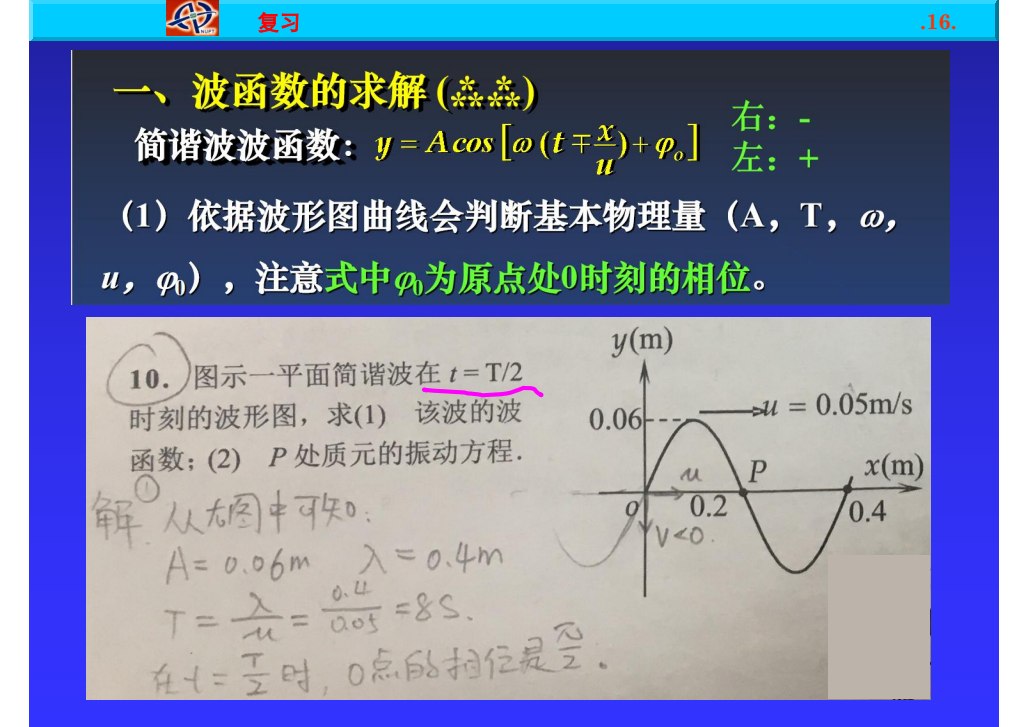 复习
.16.
一、波函数的求解 (⁂⁂)
简谐波波函数：y = A cos [ω (t ∓ x/u) + φ₀]
右：-
左：+
（1）依据波形图曲线会判断基本物理量（A，T，ω，
u，φ₀），注意式中φ₀为原点处0时刻的相位。
10. 图示一平面简谐波在 t = T/2
时刻的波形图，求(1) 该波的波
函数；(2) P 处质元的振动方程．
y(m)
0.06
u = 0.05m/s
u
P
x(m)
o
0.2
0.4
V<0.
解 ① 从右图中可知：
A = 0.06m λ = 0.4m
T = λ/u = 0.4/0.05 = 8S.
在 t = T/2 时，0点的相位是 π/2 。